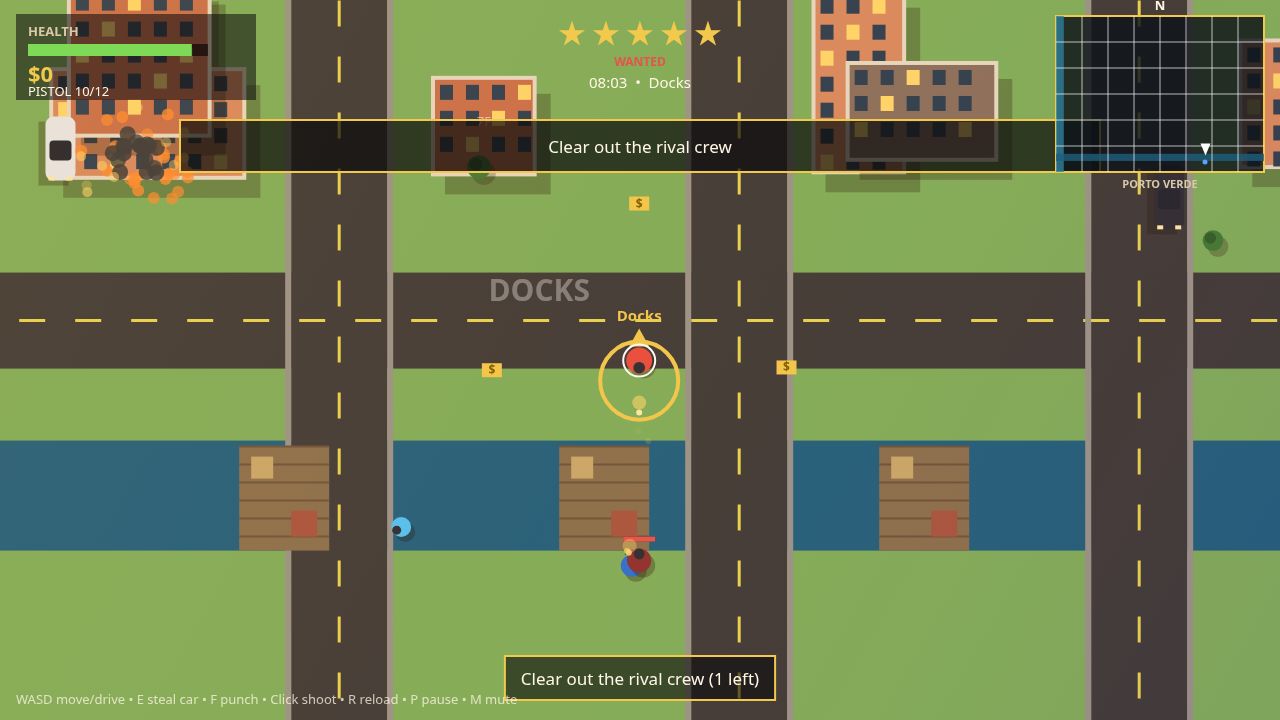 HEALTH
$0
PISTOL 10/12
WANTED
08:03 • Docks
N
Clear out the rival crew
PORTO VERDE
$
DOCKS
Docks
$
$
Clear out the rival crew (1 left)
WASD move/drive • E steal car • F punch • Click shoot • R reload • P pause • M mute